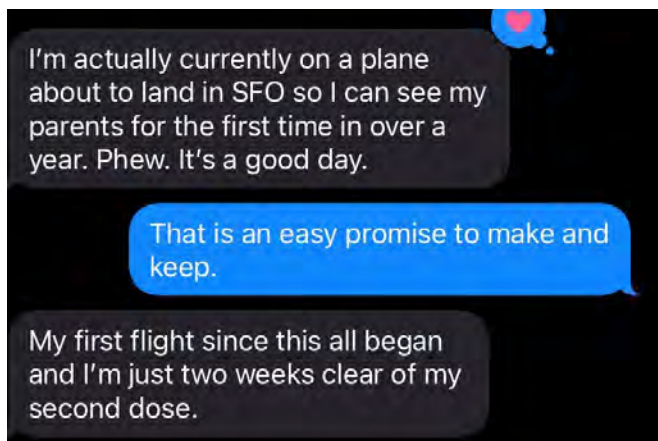 I’m actually currently on a plane
about to land in SFO so I can see my
parents for the first time in over a
year. Phew. It’s a good day.
That is an easy promise to make and
keep.
My first flight since this all began
and I’m just two weeks clear of my
second dose.